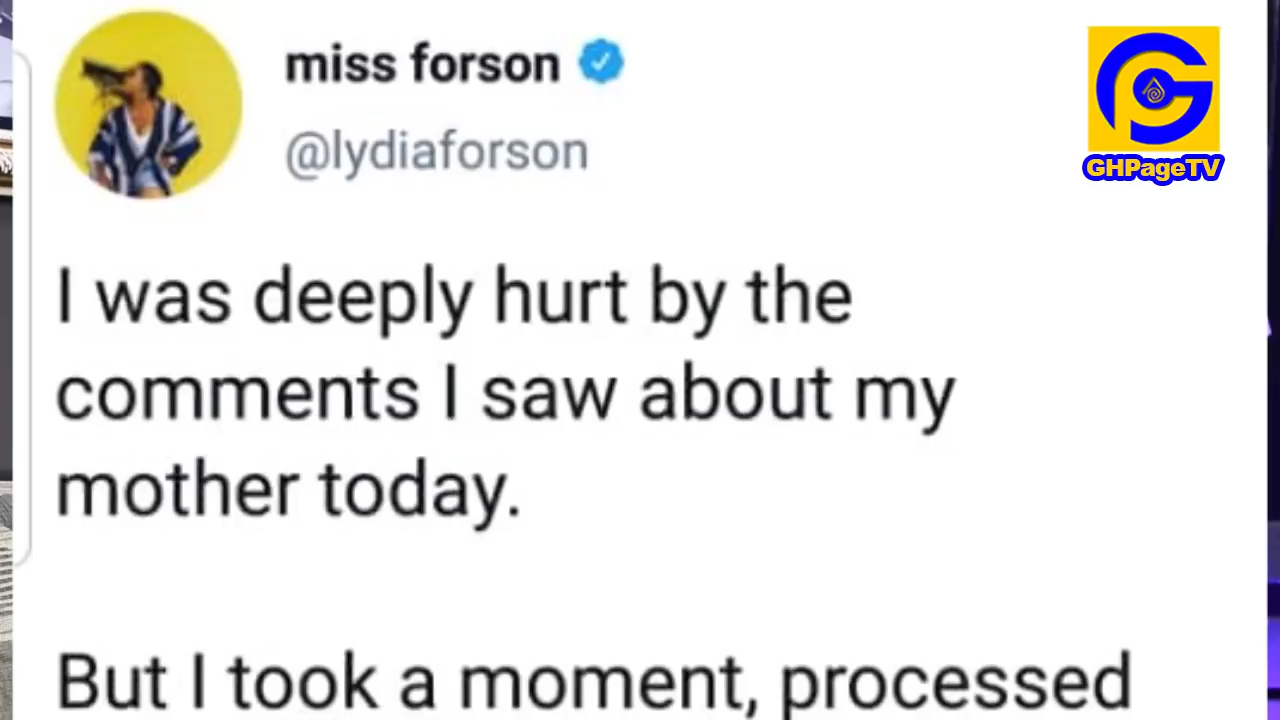 miss forson
@lydiaforson
GHPageTV
I was deeply hurt by the
comments I saw about my
mother today.
But I took a moment, processed